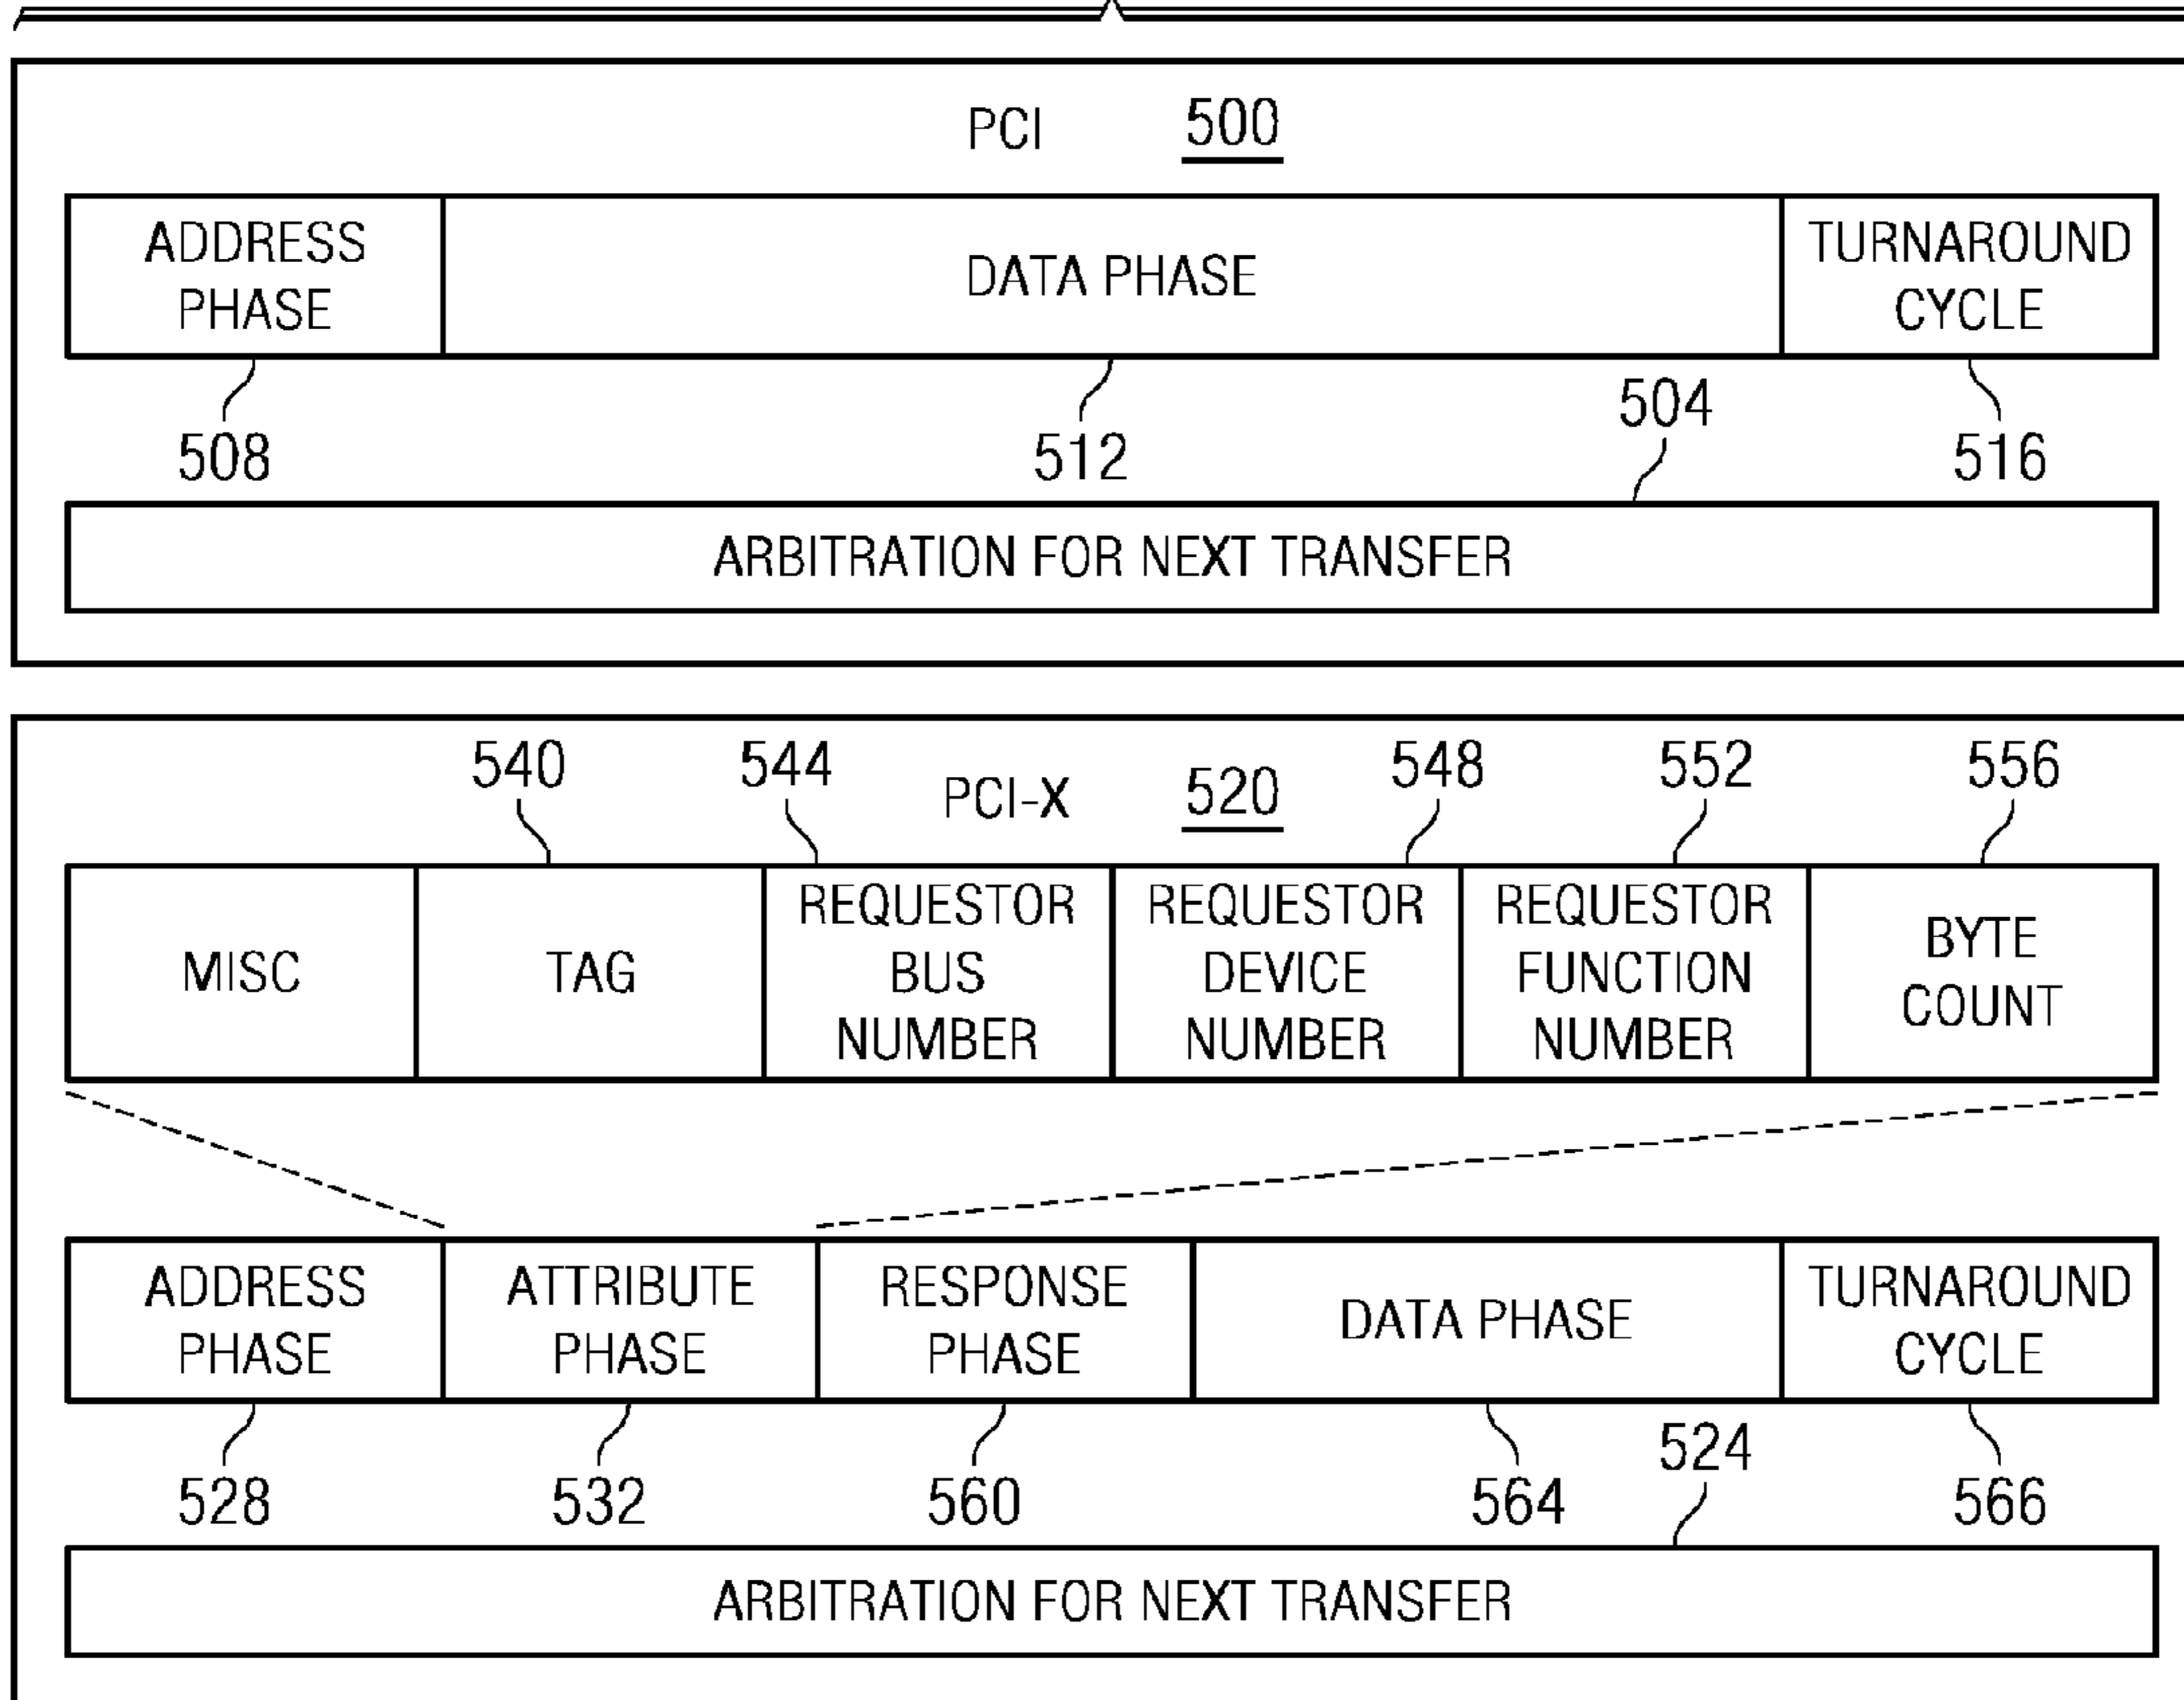 PCI 500
ADDRESS PHASE
DATA PHASE
TURNAROUND CYCLE
508
512
504
516
ARBITRATION FOR NEXT TRANSFER
540
544
PCI-X 520
548
552
556
MISC
TAG
REQUESTOR BUS NUMBER
REQUESTOR DEVICE NUMBER
REQUESTOR FUNCTION NUMBER
BYTE COUNT
ADDRESS PHASE
ATTRIBUTE PHASE
RESPONSE PHASE
DATA PHASE
TURNAROUND CYCLE
528
532
560
564
524
566
ARBITRATION FOR NEXT TRANSFER